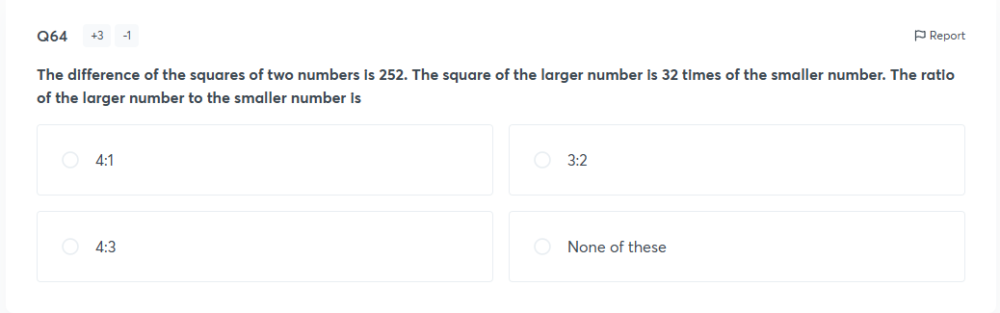 Q64 +3 -1 Report
The difference of the squares of two numbers is 252. The square of the larger number is 32 times of the smaller number. The ratio
of the larger number to the smaller number is
4:1 3:2
4:3 None of these